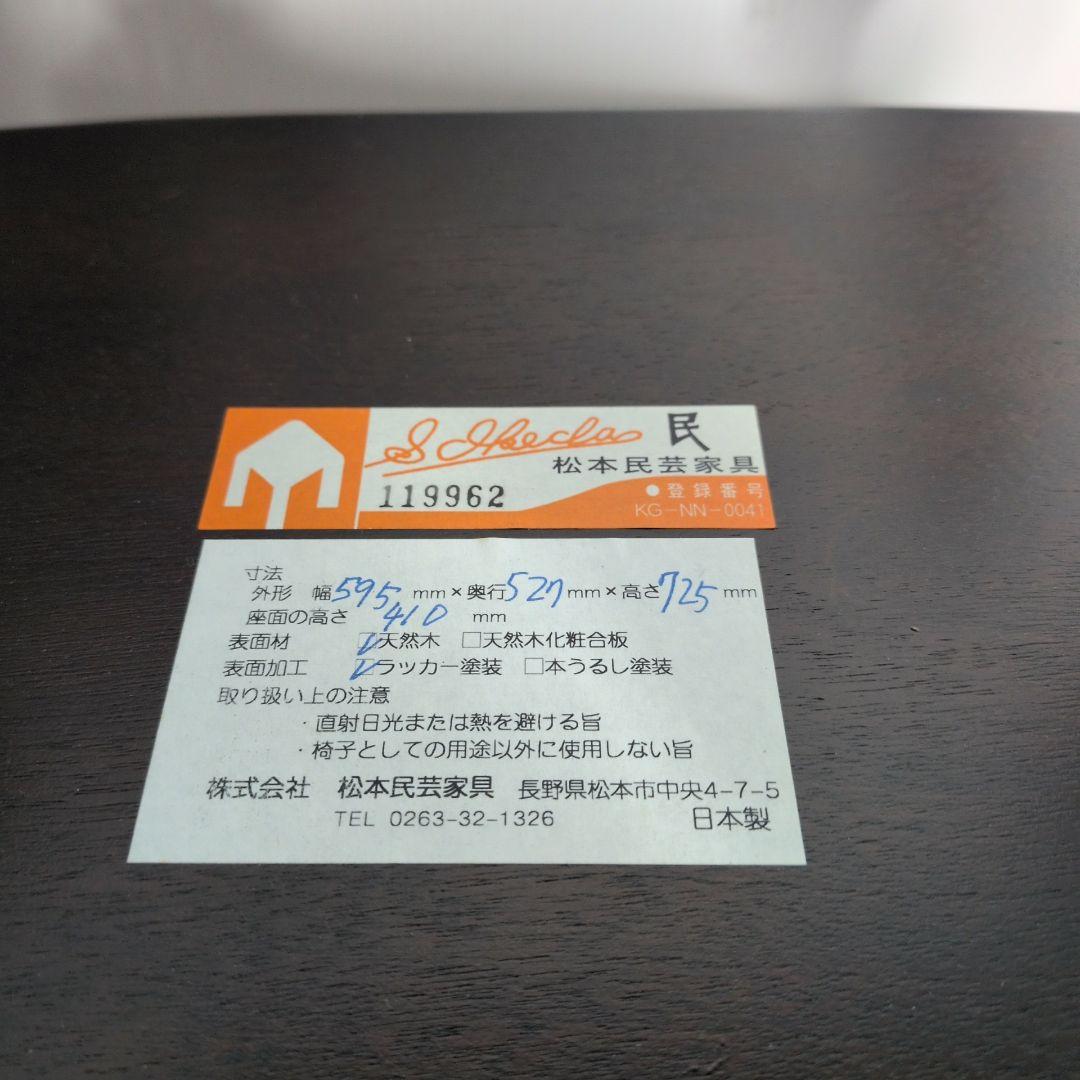 S. Ikeda 民
松本民芸家具
119962
●登録番号
KG-NN-0041
寸法
外形 幅595mm×奥行527mm×高さ725mm
座面の高さ 410 mm
表面材 ☑天然木 □天然木化粧合板
表面加工 ☑ラッカー塗装 □本うるし塗装
取り扱い上の注意
・直射日光または熱を避ける旨
・椅子としての用途以外に使用しない旨
株式会社 松本民芸家具 長野県松本市中央4-7-5
TEL 0263-32-1326 日本製